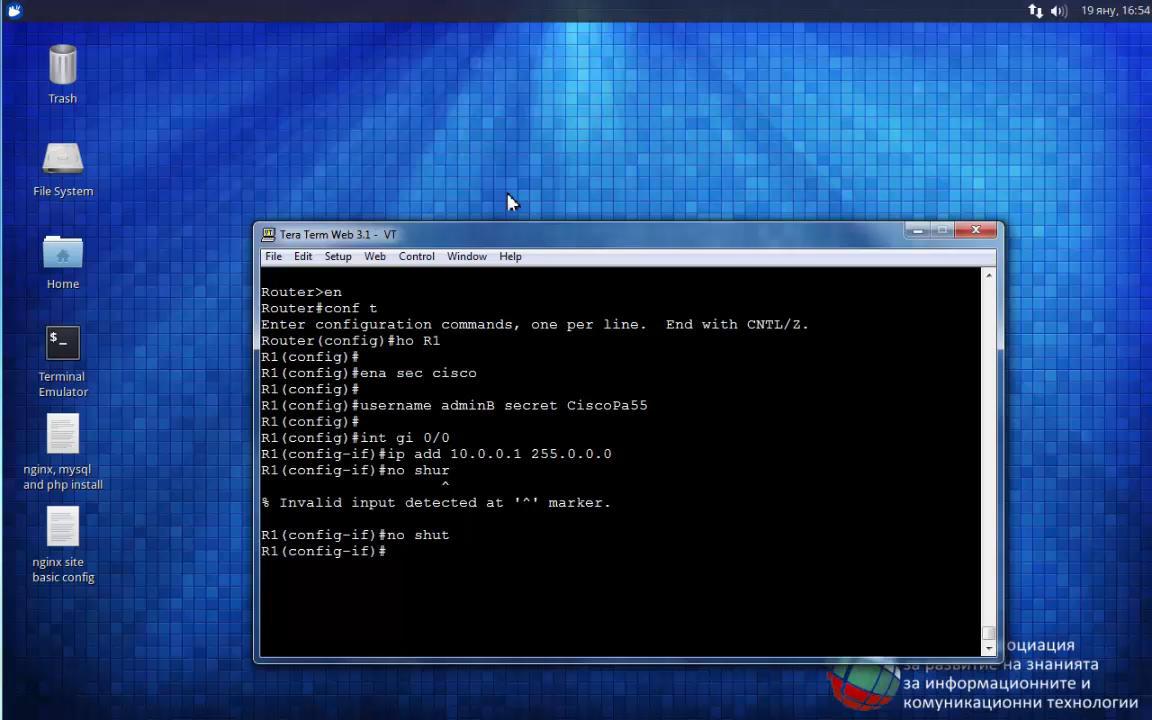 19 яну, 16:54
Trash
File System
Home
$_
Terminal
Emulator
nginx, mysql
and php install
nginx site
basic config
Tera Term Web 3.1 - VT
File Edit Setup Web Control Window Help
Router>en
Router#conf t
Enter configuration commands, one per line.  End with CNTL/Z.
Router(config)#ho R1
R1(config)#
R1(config)#ena sec cisco
R1(config)#
R1(config)#username adminB secret CiscoPa55
R1(config)#
R1(config)#int gi 0/0
R1(config-if)#ip add 10.0.0.1 255.0.0.0
R1(config-if)#no shur
^
% Invalid input detected at '^' marker.
R1(config-if)#no shut
R1(config-if)#
оциация
за развитие на знанията
за информационните и
комуникационни технологии